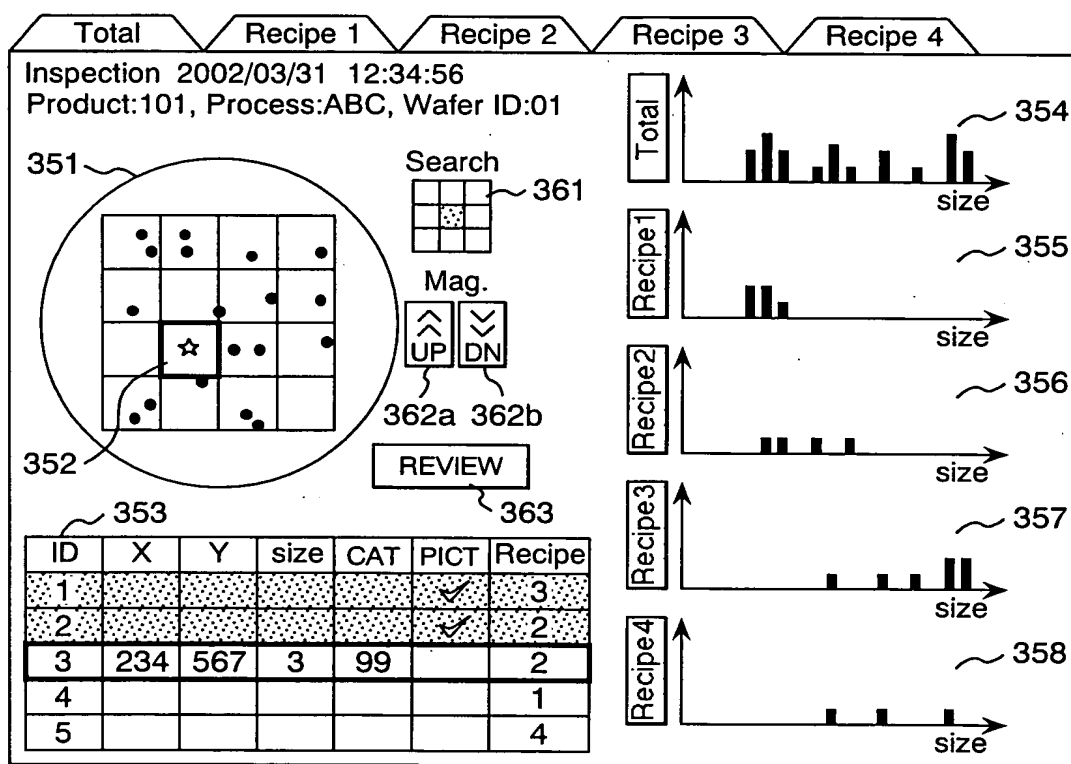 Total Recipe 1 Recipe 2 Recipe 3 Recipe 4
Inspection 2002/03/31 12:34:56
Product:101, Process:ABC, Wafer ID:01
351
Search
361
Mag.
UP DN
362a 362b
352
REVIEW
363
353
ID X Y size CAT PICT Recipe
1 3
2 2
3 234 567 3 99 2
4 1
5 4
Total
354
size
Recipe1
355
size
Recipe2
356
size
Recipe3
357
size
Recipe4
358
size